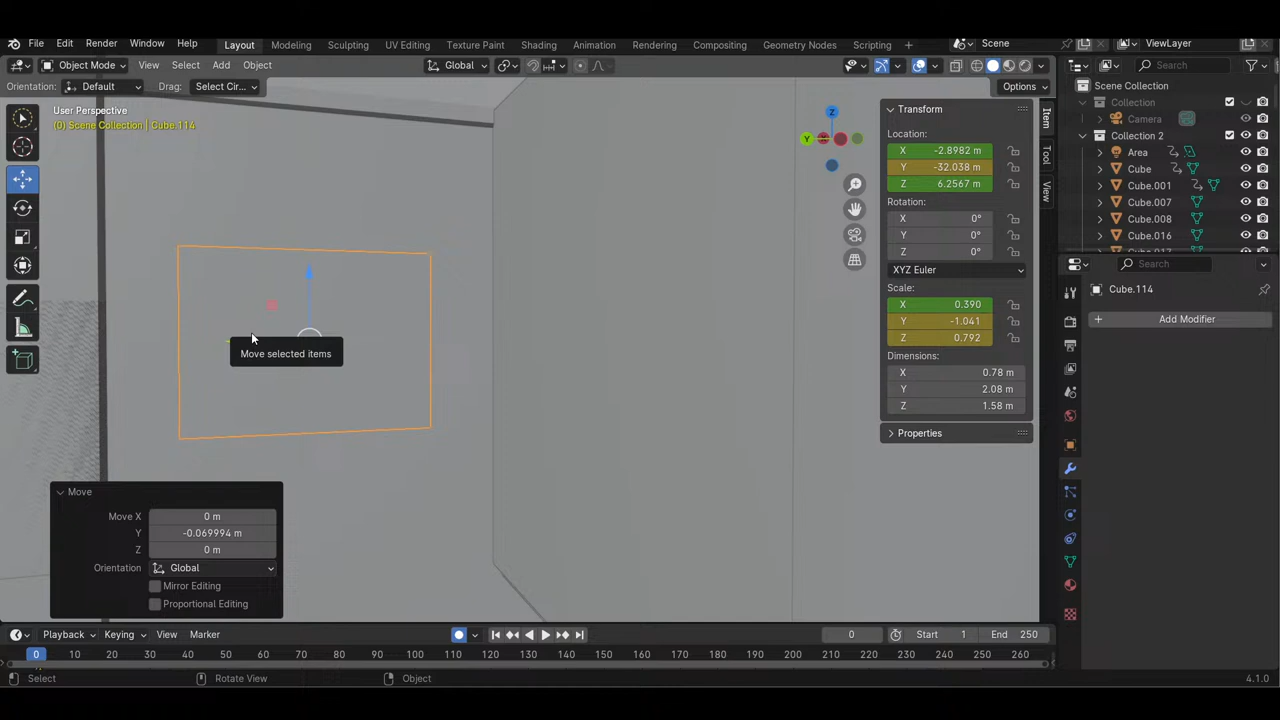 File Edit Render Window Help Layout Modeling Sculpting UV Editing Texture Paint Shading Animation Rendering Compositing Geometry Nodes Scripting + Scene ViewLayer
Object Mode View Select Add Object Global Search
Orientation: Default Drag: Select Cir... Options
User Perspective
(0) Scene Collection | Cube.114
Z
Y
Move selected items
Move
Move X 0 m
Y -0.069994 m
Z 0 m
Orientation Global
Mirror Editing
Proportional Editing
Transform
Location:
X -2.8982 m
Y -32.038 m
Z 6.2567 m
Rotation:
X 0°
Y 0°
Z 0°
XYZ Euler
Scale:
X 0.390
Y -1.041
Z 0.792
Dimensions:
X 0.78 m
Y 2.08 m
Z 1.58 m
Properties
Item
Tool
View
Scene Collection
Collection
Camera
Collection 2
Area
Cube
Cube.001
Cube.007
Cube.008
Cube.016
Search
Cube.114
+ Add Modifier
Playback Keying View Marker 0 Start 1 End 250
0 10 20 30 40 50 60 70 80 90 100 110 120 130 140 150 160 170 180 190 200 210 220 230 240 250 260
Select Rotate View Object 4.1.0